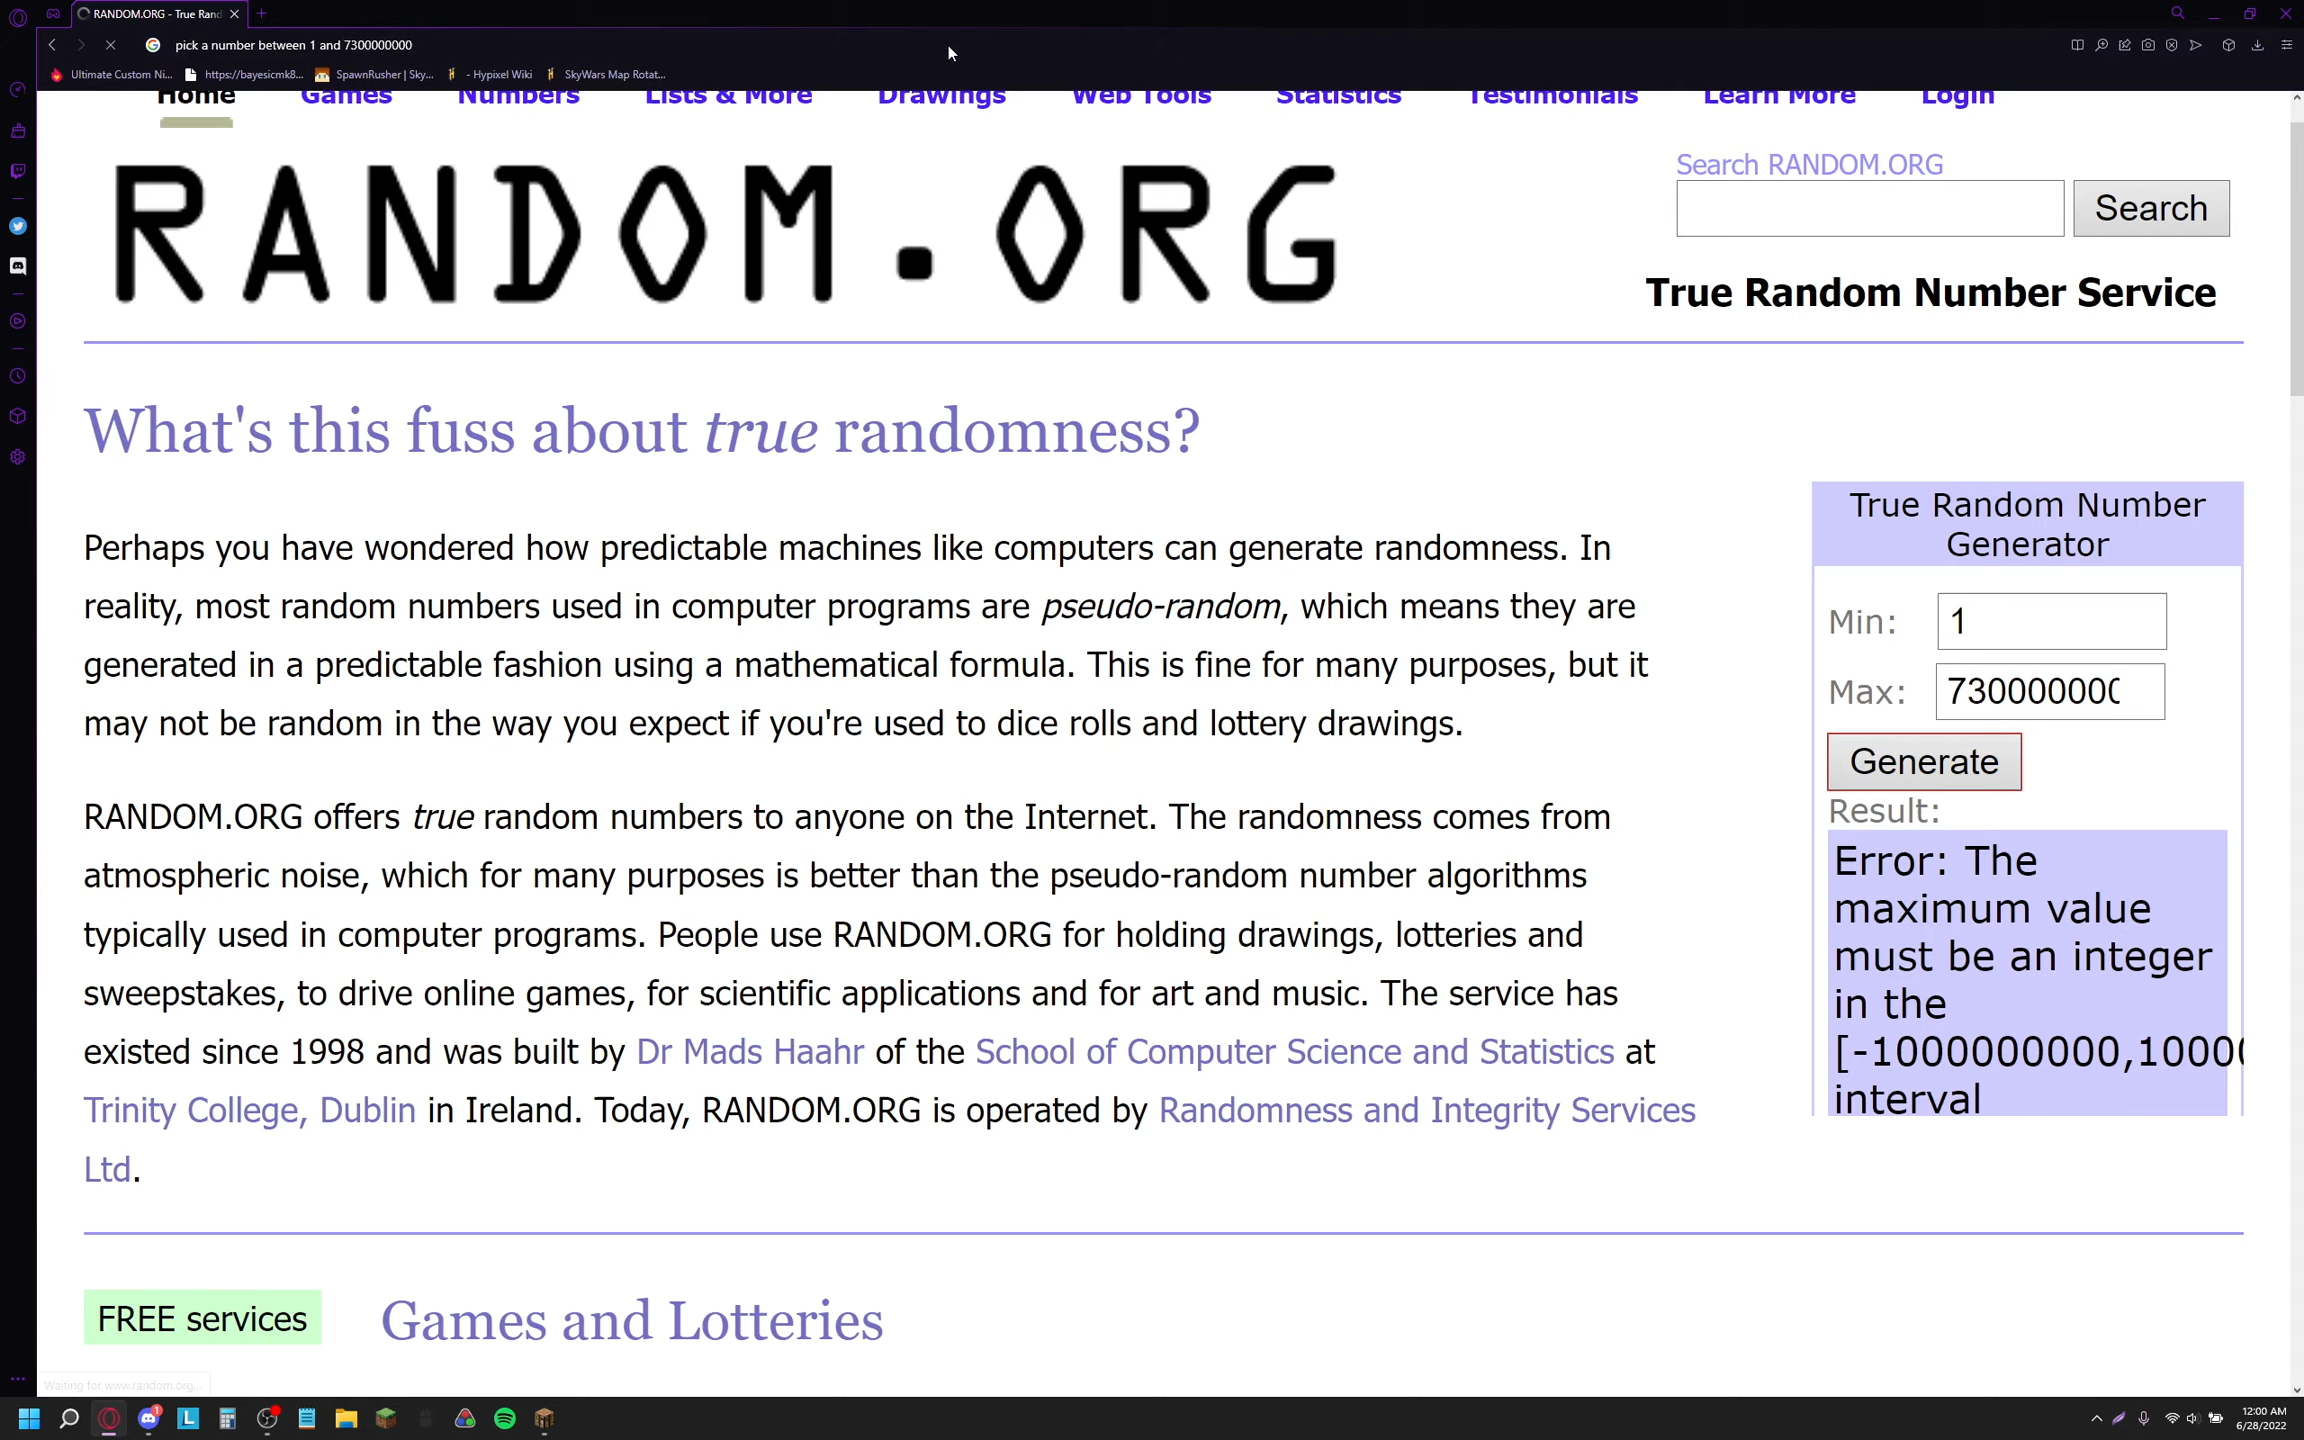 RANDOM.ORG - True Rand
pick a number between 1 and 7300000000
Ultimate Custom Ni... https://bayesicmk8... SpawnRusher | Sky... - Hypixel Wiki SkyWars Map Rotat...
Home Games Numbers Lists & More Drawings Web Tools Statistics Testimonials Learn More Login
RANDOM.ORG
Search RANDOM.ORG
Search
True Random Number Service
What's this fuss about true randomness?
Perhaps you have wondered how predictable machines like computers can generate randomness. In
reality, most random numbers used in computer programs are pseudo-random, which means they are
generated in a predictable fashion using a mathematical formula. This is fine for many purposes, but it
may not be random in the way you expect if you're used to dice rolls and lottery drawings.
RANDOM.ORG offers true random numbers to anyone on the Internet. The randomness comes from
atmospheric noise, which for many purposes is better than the pseudo-random number algorithms
typically used in computer programs. People use RANDOM.ORG for holding drawings, lotteries and
sweepstakes, to drive online games, for scientific applications and for art and music. The service has
existed since 1998 and was built by Dr Mads Haahr of the School of Computer Science and Statistics at
Trinity College, Dublin in Ireland. Today, RANDOM.ORG is operated by Randomness and Integrity Services
Ltd.
True Random Number
Generator
Min: 1
Max: 730000000
Generate
Result:
Error: The
maximum value
must be an integer
in the
[-1000000000,10000
interval
FREE services
Games and Lotteries
Waiting for www.random.org...
12:00 AM
6/28/2022